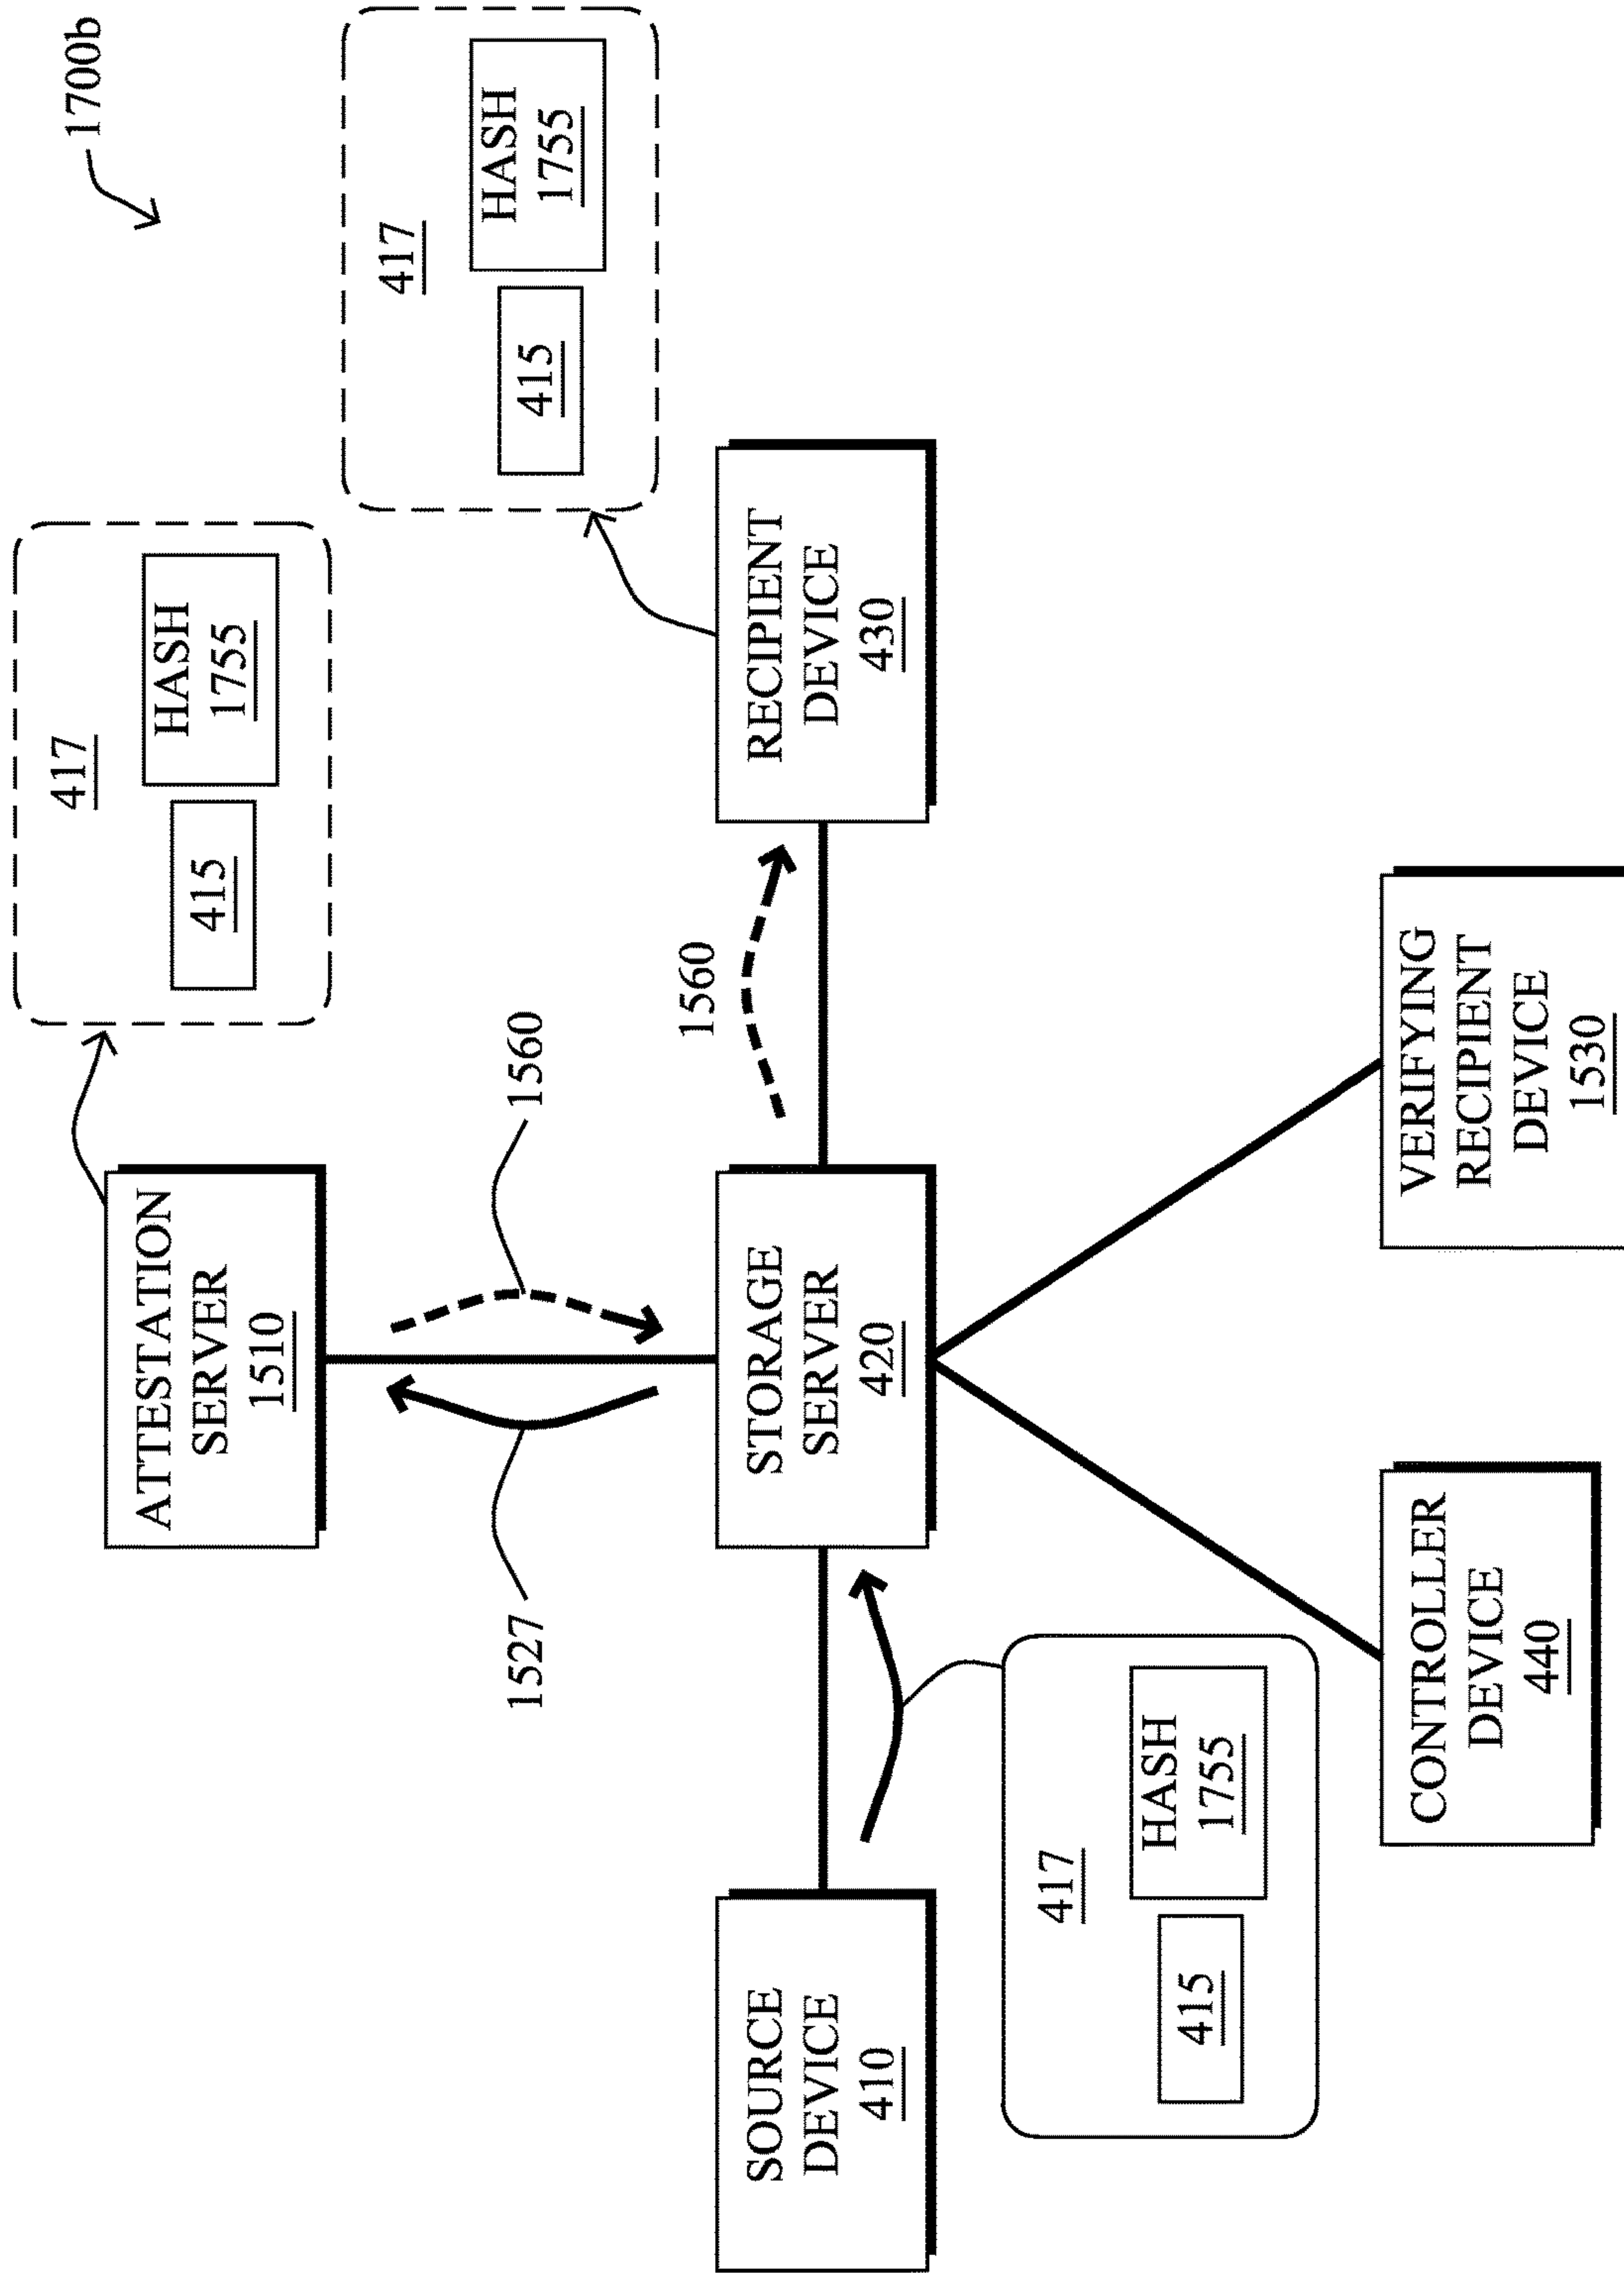 1700b
417
415
HASH
1755
417
415
HASH
1755
ATTESTATION
SERVER
1510
1527
1560
1560
SOURCE
DEVICE
410
STORAGE
SERVER
420
RECIPIENT
DEVICE
430
417
415
HASH
1755
CONTROLLER
DEVICE
440
VERIFYING
RECIPIENT
DEVICE
1530